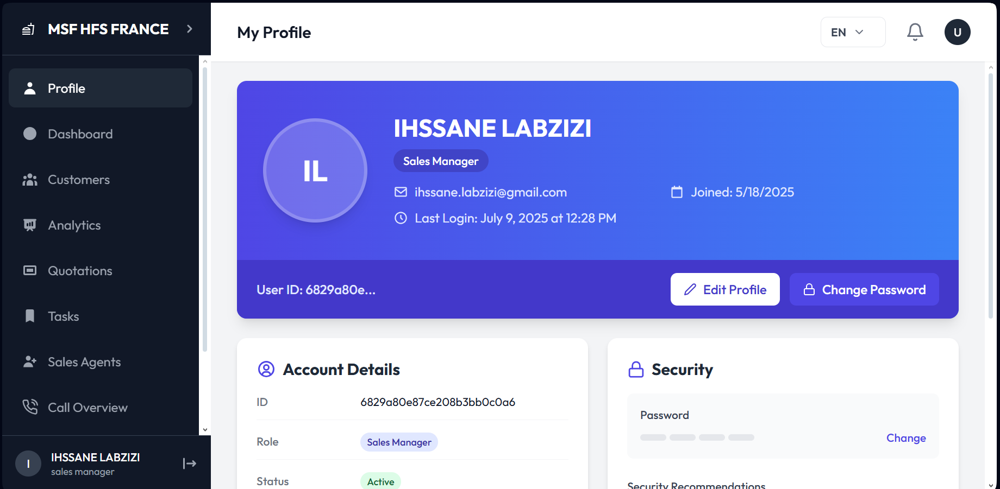 MSF HFS FRANCE
Profile
Dashboard
Customers
Analytics
Quotations
Tasks
Sales Agents
Call Overview
I
IHSSANE LABZIZI
sales manager
My Profile
EN
U
IL
IHSSANE LABZIZI
Sales Manager
ihssane.labzizi@gmail.com
Joined: 5/18/2025
Last Login: July 9, 2025 at 12:28 PM
User ID: 6829a80e...
Edit Profile
Change Password
Account Details
ID 6829a80e87ce208b3bb0c0a6
Role Sales Manager
Status Active
Security
Password
Change
Security Recommendations